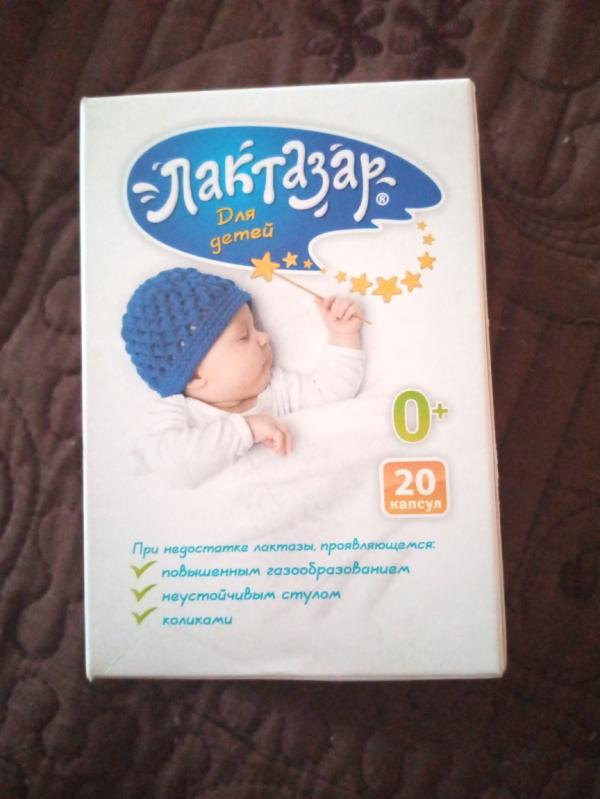 Лактазар®
Для
детей
0+
20
капсул
При недостатке лактазы, проявляющемся:
повышенным газообразованием
неустойчивым стулом
коликами